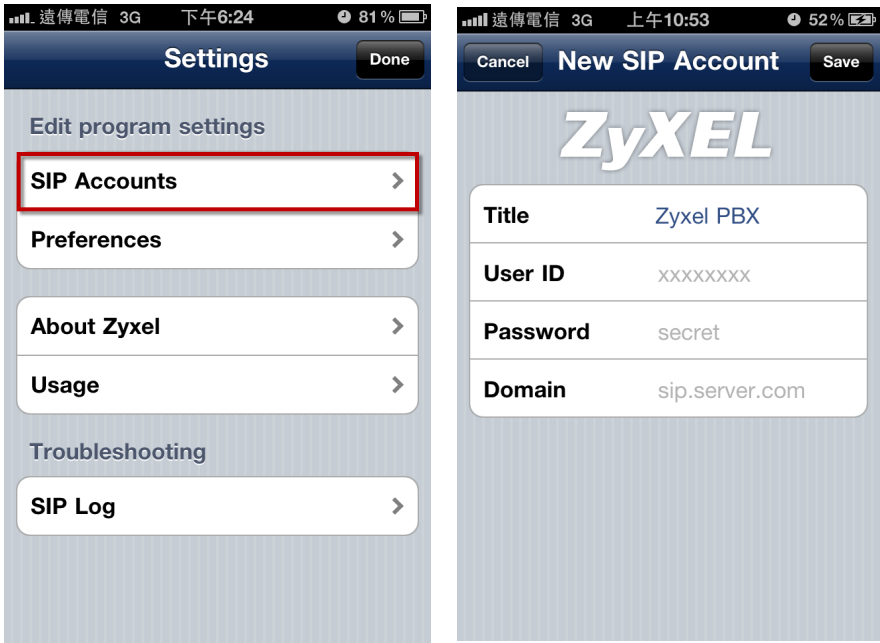 遠傳電信 3G 下午6:24 81%
Settings Done
Edit program settings
SIP Accounts
Preferences
About Zyxel
Usage
Troubleshooting
SIP Log
遠傳電信 3G 上午10:53 52%
Cancel New SIP Account Save
ZyXEL
Title Zyxel PBX
User ID xxxxxxxx
Password secret
Domain sip.server.com